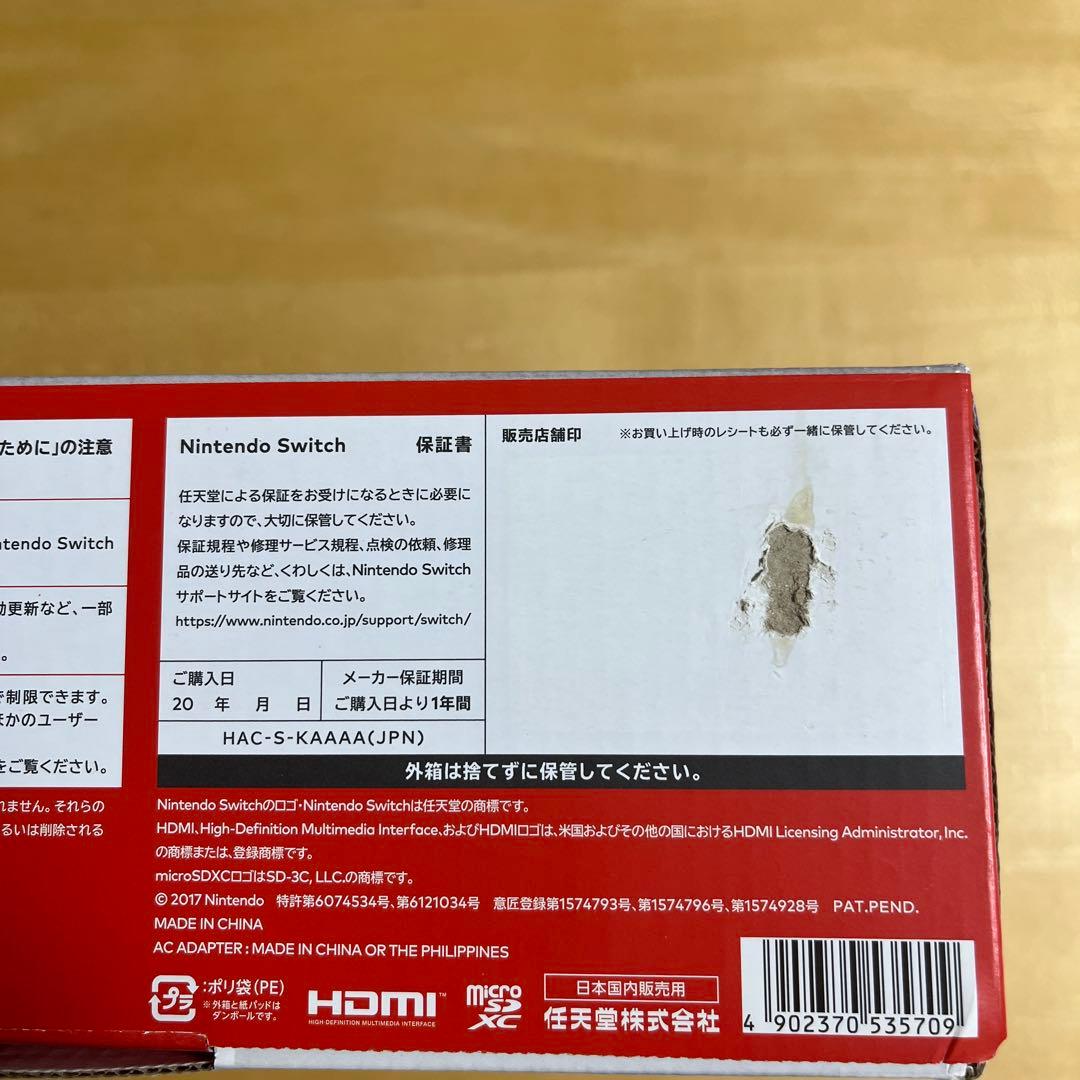 ために」の注意
ntendo Switch
動更新など、一部
。
で制限できます。
ほかのユーザー
をご覧ください。
れません。それらの
るいは削除される
Nintendo Switch 保証書
任天堂による保証をお受けになるときに必要に
なりますので、大切に保管してください。
保証規程や修理サービス規程、点検の依頼、修理
品の送り先など、くわしくは、Nintendo Switch
サポートサイトをご覧ください。
https://www.nintendo.co.jp/support/switch/
ご購入日
20 年 月 日
メーカー保証期間
ご購入日より1年間
HAC-S-KAAAA(JPN)
販売店舗印 ※お買い上げ時のレシートも必ず一緒に保管してください。
外箱は捨てずに保管してください。
Nintendo Switchのロゴ・Nintendo Switchは任天堂の商標です。
HDMI、High-Definition Multimedia Interface、およびHDMIロゴは、米国およびその他の国におけるHDMI Licensing Administrator, Inc.
の商標または、登録商標です。
microSDXCロゴはSD-3C, LLC.の商標です。
© 2017 Nintendo 特許第6074534号、第6121034号 意匠登録第1574793号、第1574796号、第1574928号 PAT.PEND.
MADE IN CHINA
AC ADAPTER : MADE IN CHINA OR THE PHILIPPINES
プラ
:ポリ袋(PE)
※外箱と紙パッドは
ダンボールです。
HDMI™
HIGH-DEFINITION MULTIMEDIA INTERFACE
micro
SD
XC
日本国内販売用
任天堂株式会社
4 902370 535709